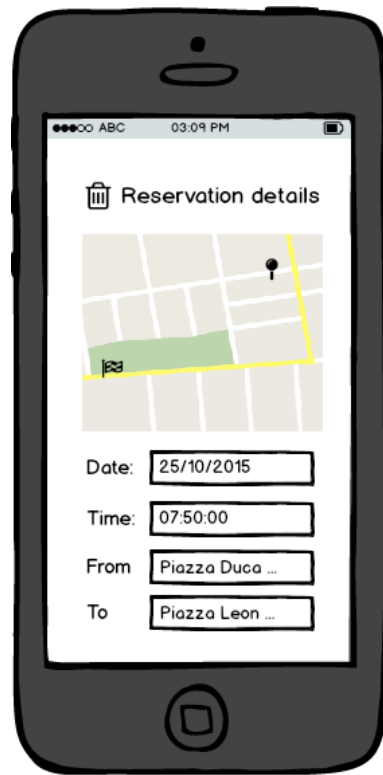 ABC 03:09 PM
Reservation details
Date: 25/10/2015
Time: 07:50:00
From Piazza Duca ...
To Piazza Leon ...